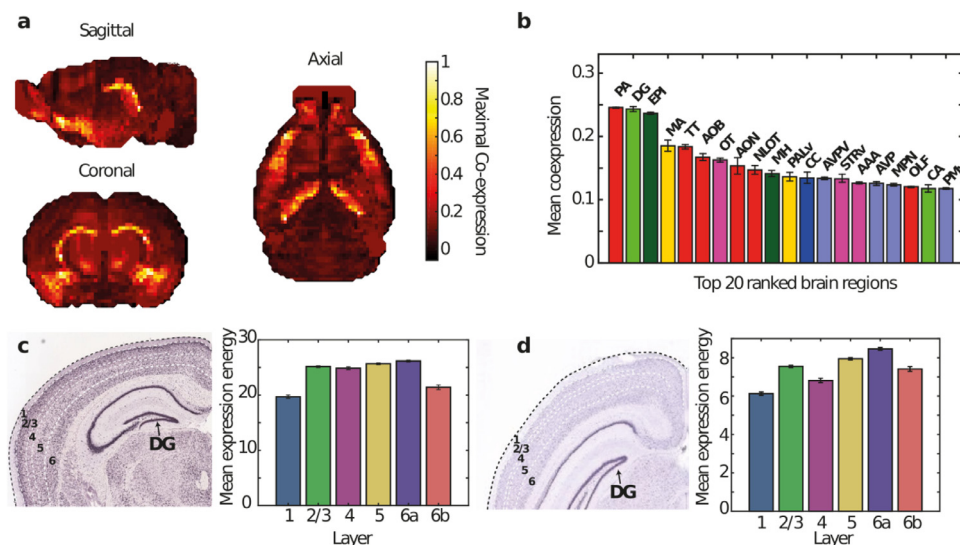 a
Sagittal
Coronal
Axial
1
0.8
0.6
0.4
0.2
0
Maximal Co-expression
b
Mean coexpression
0.3
0.2
0.1
0
PA
DG
EPI
MA
TT
AOB
OT
AON
NLOT
MH
PALv
CC
AVPV
STRv
AAA
AVP
MPN
OLF
CA
Top 20 ranked brain regions
c
1
2/3
4
5
6
DG
Mean expression energy
30
20
10
0
1 2/3 4 5 6a 6b
Layer
d
1
2/3
4
5
6
DG
Mean expression energy
8
6
4
2
0
1 2/3 4 5 6a 6b
Layer